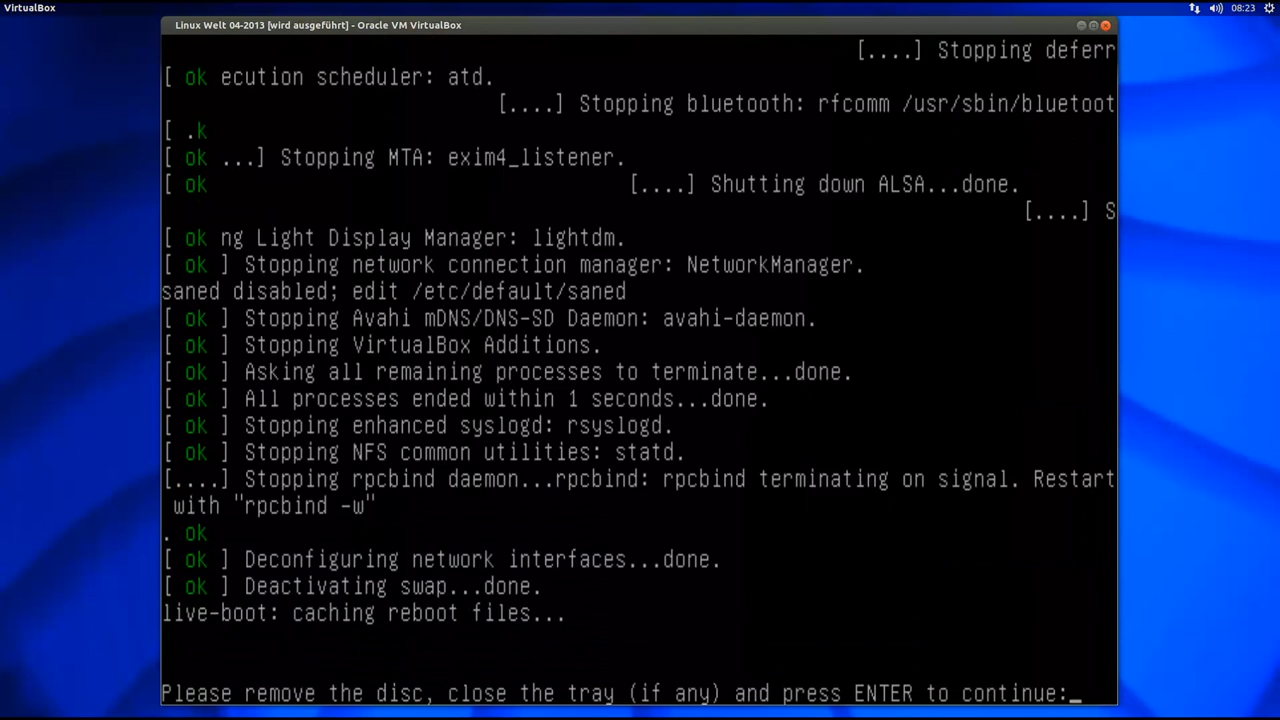 VirtualBox
08:23
Linux Welt 04-2013 [wird ausgeführt] - Oracle VM VirtualBox
[....] Stopping deferr
[ ok ecution scheduler: atd.
[....] Stopping bluetooth: rfcomm /usr/sbin/bluetoot
[ .k
[ ok ...] Stopping MTA: exim4_listener.
[ ok [....] Shutting down ALSA...done.
[....] S
[ ok ng Light Display Manager: lightdm.
[ ok ] Stopping network connection manager: NetworkManager.
saned disabled; edit /etc/default/saned
[ ok ] Stopping Avahi mDNS/DNS-SD Daemon: avahi-daemon.
[ ok ] Stopping VirtualBox Additions.
[ ok ] Asking all remaining processes to terminate...done.
[ ok ] All processes ended within 1 seconds...done.
[ ok ] Stopping enhanced syslogd: rsyslogd.
[ ok ] Stopping NFS common utilities: statd.
[....] Stopping rpcbind daemon...rpcbind: rpcbind terminating on signal. Restart
with "rpcbind -w"
. ok
[ ok ] Deconfiguring network interfaces...done.
[ ok ] Deactivating swap...done.
live-boot: caching reboot files...
Please remove the disc, close the tray (if any) and press ENTER to continue:_